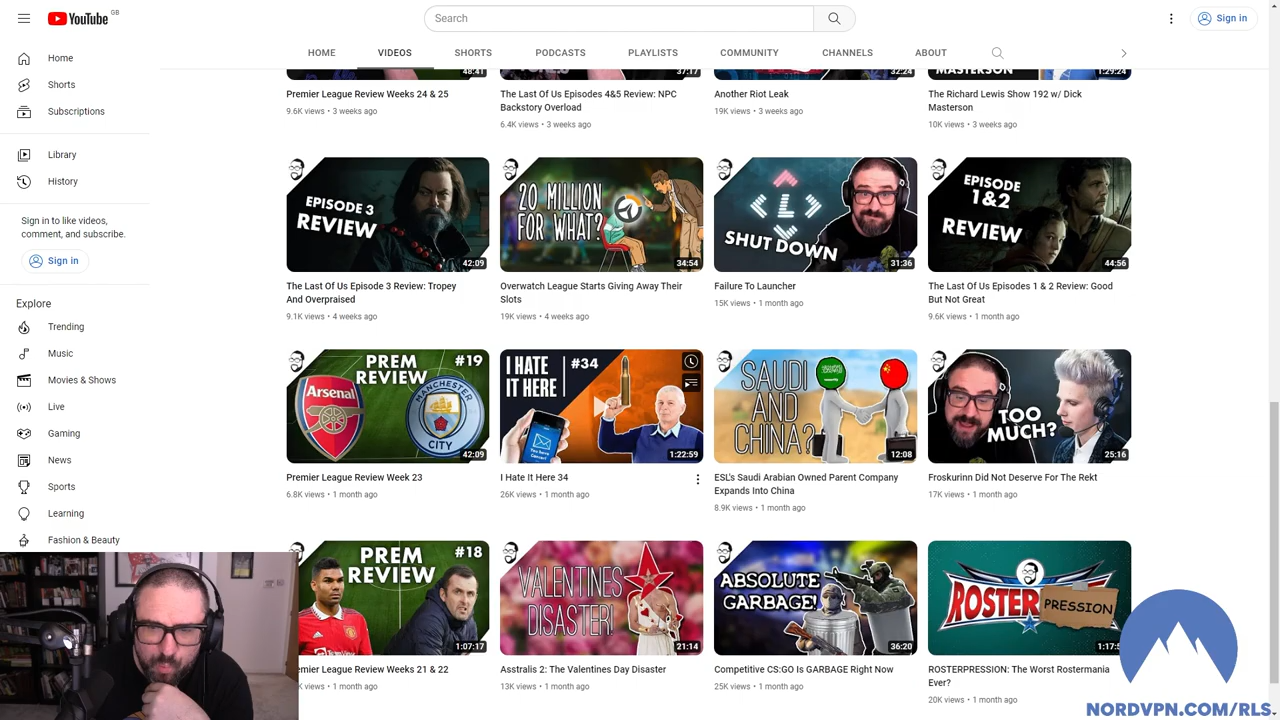 YouTube GB
Search
Sign in
HOME VIDEOS SHORTS PODCASTS PLAYLISTS COMMUNITY CHANNELS ABOUT
Home
Shorts
Subscriptions
Library
History
Sign in to like videos,
comment, and subscribe.
Sign in
Explore
Trending
Music
Movies & Shows
Live
Gaming
News
Sports
Learning
Fashion & Beauty
48:41
37:17
32:24
MASTERSON
1:29:24
Premier League Review Weeks 24 & 25
9.6K views • 3 weeks ago
The Last Of Us Episodes 4&5 Review: NPC
Backstory Overload
6.4K views • 3 weeks ago
Another Riot Leak
19K views • 3 weeks ago
The Richard Lewis Show 192 w/ Dick
Masterson
10K views • 3 weeks ago
EPISODE 3
REVIEW
42:09
20 MILLION
FOR WHAT?
34:54
L
SHUT DOWN
31:36
EPISODE
1&2
REVIEW
44:56
The Last Of Us Episode 3 Review: Tropey
And Overpraised
9.1K views • 4 weeks ago
Overwatch League Starts Giving Away Their
Slots
19K views • 4 weeks ago
Failure To Launcher
15K views • 1 month ago
The Last Of Us Episodes 1 & 2 Review: Good
But Not Great
9.6K views • 1 month ago
PREM #19
REVIEW
Arsenal
MANCHESTER
CITY
42:09
I HATE
IT HERE
#34
1:22:59
SAUDI
AND
CHINA?
12:08
TOO
MUCH?
25:16
Premier League Review Week 23
6.8K views • 1 month ago
I Hate It Here 34
26K views • 1 month ago
ESL's Saudi Arabian Owned Parent Company
Expands Into China
8.9K views • 1 month ago
Froskurinn Did Not Deserve For The Rekt
17K views • 1 month ago
PREM #18
REVIEW
1:07:17
VALENTINES
DISASTER!
21:14
ABSOLUTE
GARBAGE!
36:20
ROSTER
PRESSION
emier League Review Weeks 21 & 22
K views • 1 month ago
Asstralis 2: The Valentines Day Disaster
13K views • 1 month ago
Competitive CS:GO Is GARBAGE Right Now
25K views • 1 month ago
ROSTERPRESSION: The Worst Rostermania
Ever?
20K views • 1 month ago
NORDVPN.COM/RLS